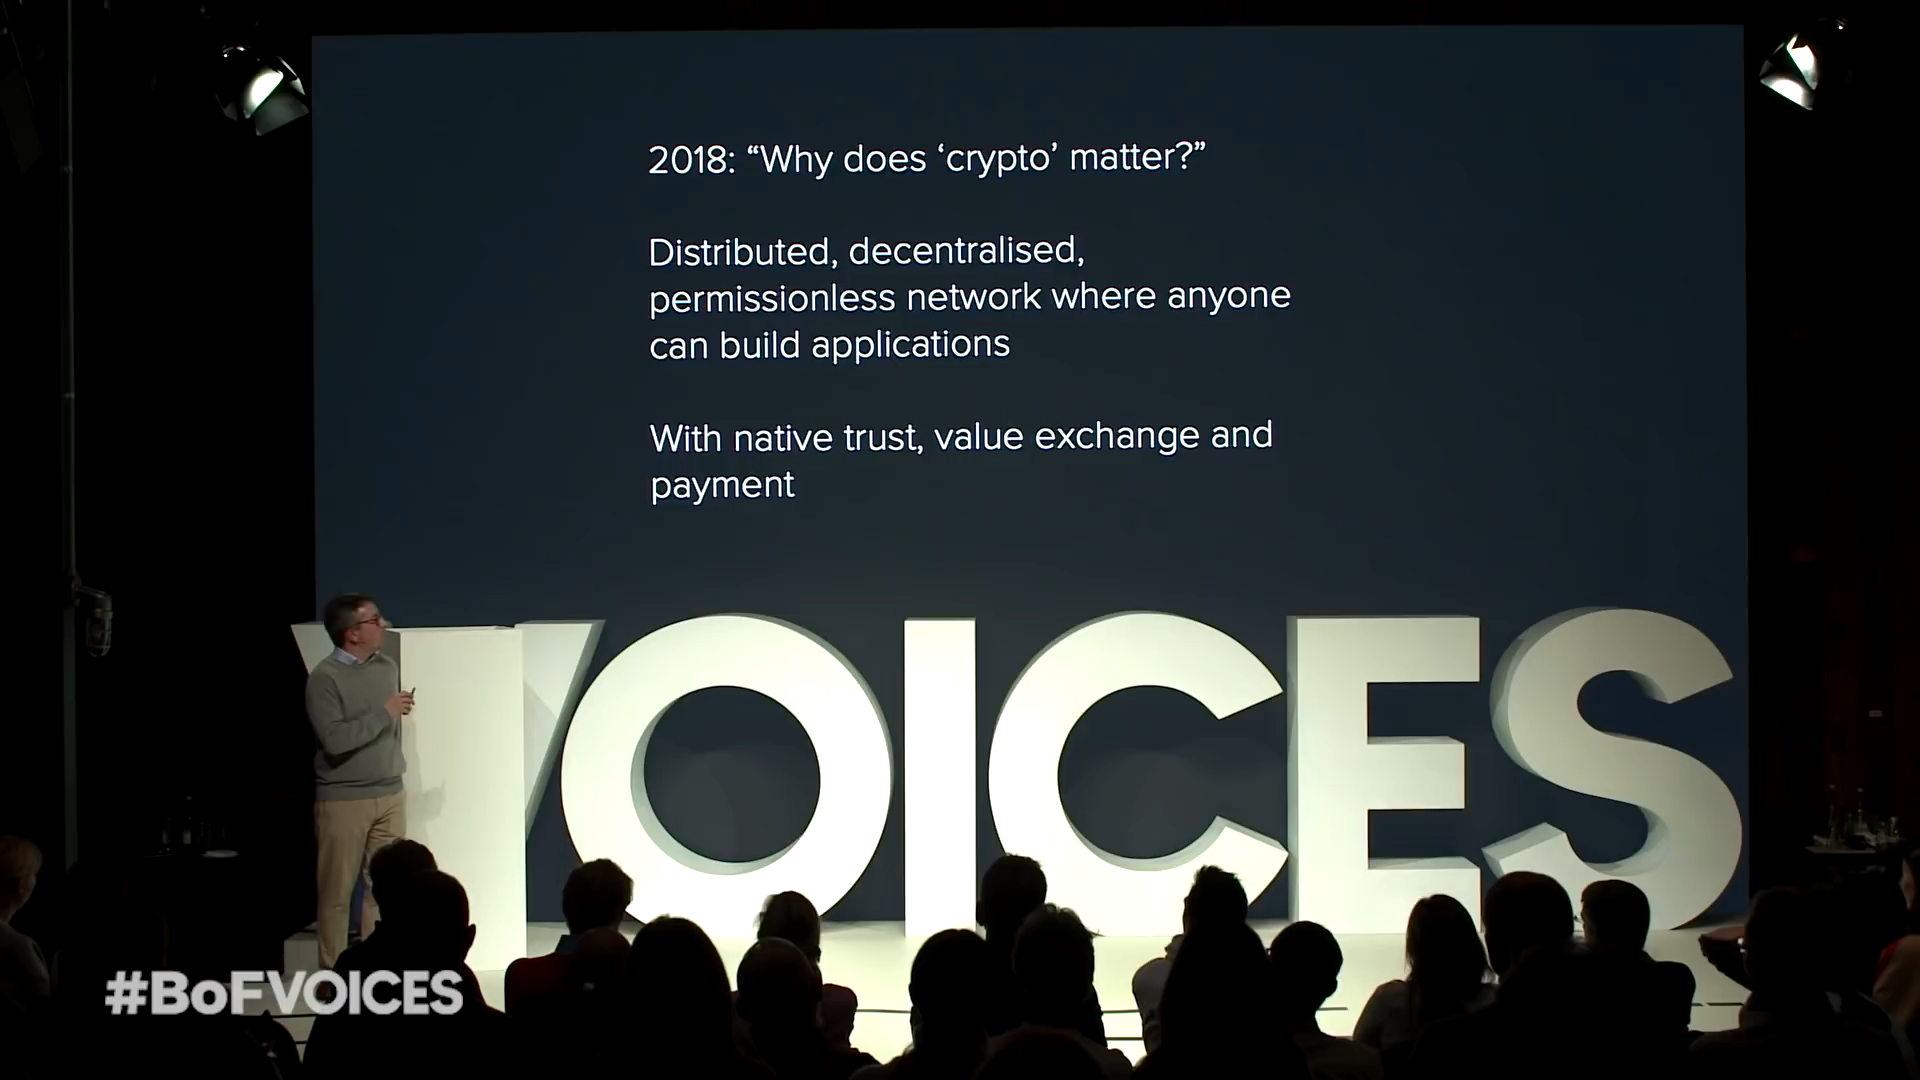 2018: “Why does ‘crypto’ matter?”
Distributed, decentralised,
permissionless network where anyone
can build applications
With native trust, value exchange and
payment
VOICES
#BoFVOICES